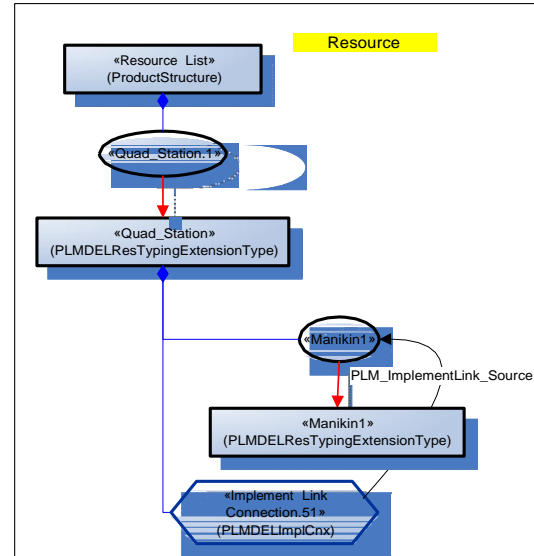 Resource
«Resource List»
(ProductStructure)
«Quad_Station.1»
«Quad_Station»
(PLMDELResTypingExtensionType)
«Manikin1»
PLM_ImplementLink_Source
«Manikin1»
(PLMDELResTypingExtensionType)
«Implement Link
Connection.51»
(PLMDELImplCnx)